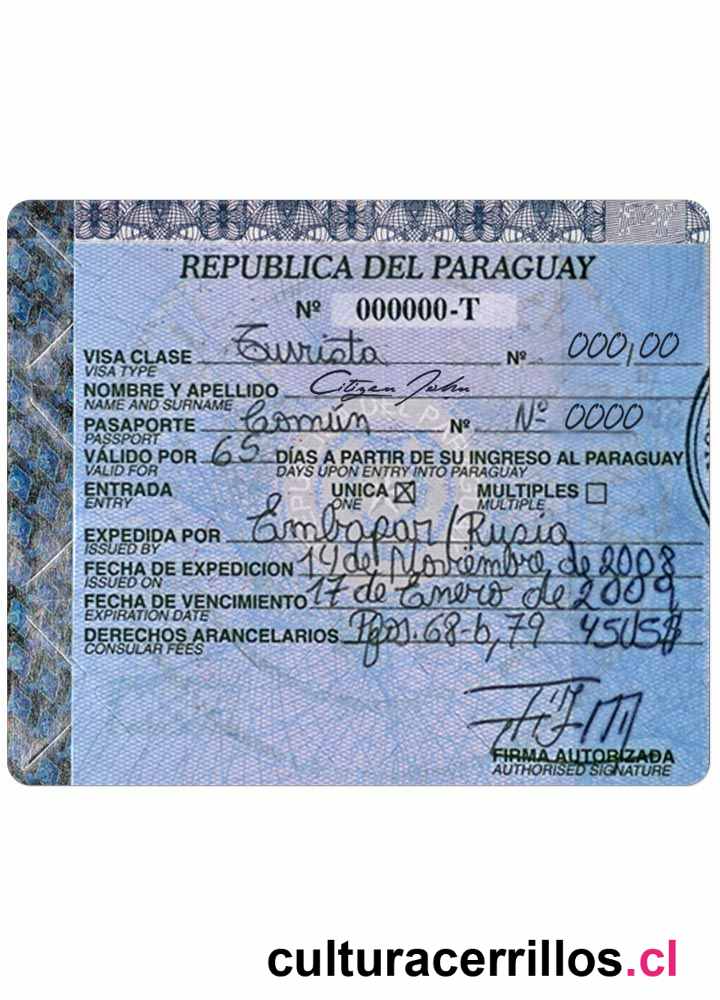 REPUBLICA DEL PARAGUAY
Nº 000000-T
VISA CLASE Turista Nº 000,00
VISA TYPE
NOMBRE Y APELLIDO Citizen John
NAME AND SURNAME
PASAPORTE Común Nº Nº 0000
PASSPORT
VÁLIDO POR 65 DÍAS A PARTIR DE SU INGRESO AL PARAGUAY
VALID FOR DAYS UPON ENTRY INTO PARAGUAY
ENTRADA UNICA ☒ MULTIPLES ☐
ENTRY ONE MULTIPLE
EXPEDIDA POR Embapar/Rusia
ISSUED BY
FECHA DE EXPEDICION 14 de Noviembre de 2008
ISSUED ON
FECHA DE VENCIMIENTO 17 de Enero de 2009
EXPIRATION DATE
DERECHOS ARANCELARIOS Pgos. 68-b, 79 45US$
CONSULAR FEES
FIRMA AUTORIZADA
AUTHORISED SIGNATURE
culturacerrillos.cl